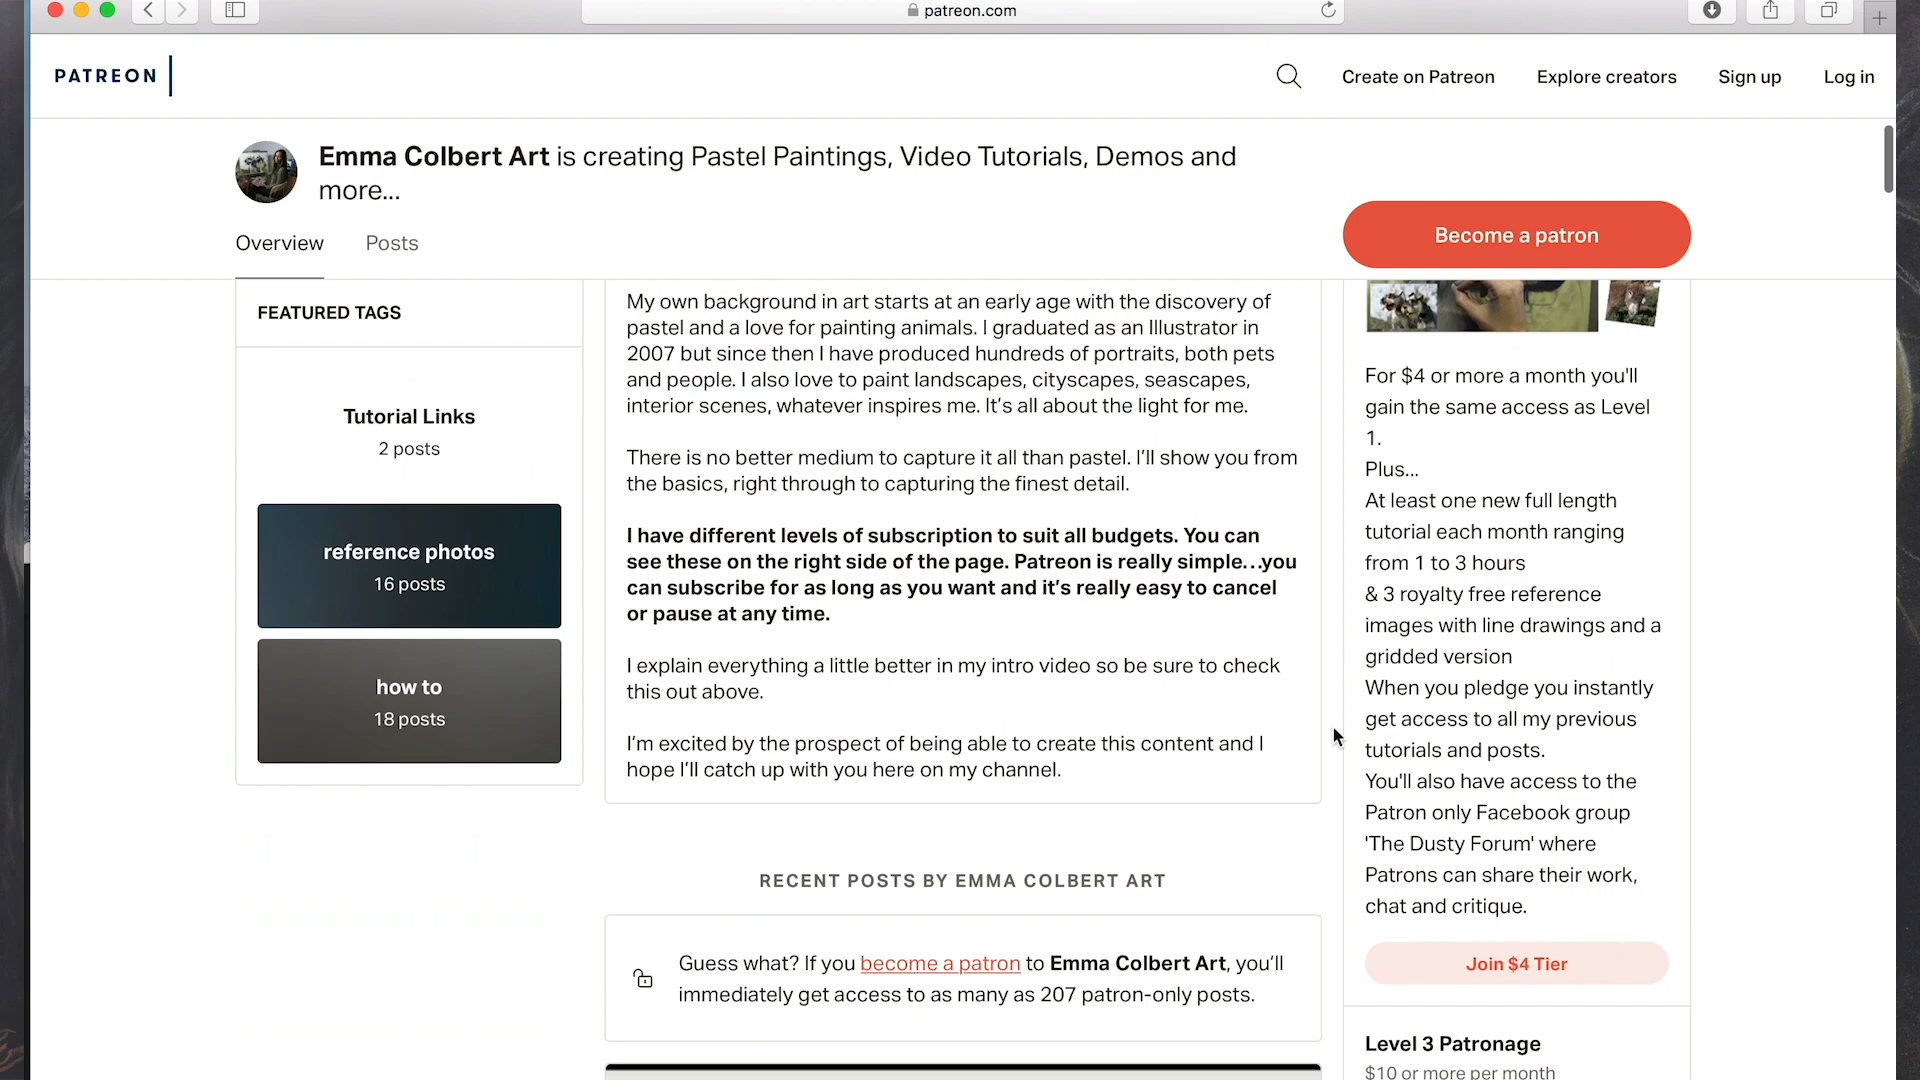 patreon.com
PATREON
Create on Patreon
Explore creators
Sign up
Log in
Emma Colbert Art is creating Pastel Paintings, Video Tutorials, Demos and
more...
Overview
Posts
Become a patron
FEATURED TAGS
Tutorial Links
2 posts
reference photos
16 posts
how to
18 posts
My own background in art starts at an early age with the discovery of
pastel and a love for painting animals. I graduated as an Illustrator in
2007 but since then I have produced hundreds of portraits, both pets
and people. I also love to paint landscapes, cityscapes, seascapes,
interior scenes, whatever inspires me. It's all about the light for me.
There is no better medium to capture it all than pastel. I'll show you from
the basics, right through to capturing the finest detail.
I have different levels of subscription to suit all budgets. You can
see these on the right side of the page. Patreon is really simple...you
can subscribe for as long as you want and it's really easy to cancel
or pause at any time.
I explain everything a little better in my intro video so be sure to check
this out above.
I'm excited by the prospect of being able to create this content and I
hope I'll catch up with you here on my channel.
RECENT POSTS BY EMMA COLBERT ART
Guess what? If you become a patron to Emma Colbert Art, you'll
immediately get access to as many as 207 patron-only posts.
For $4 or more a month you'll
gain the same access as Level
1.
Plus...
At least one new full length
tutorial each month ranging
from 1 to 3 hours
& 3 royalty free reference
images with line drawings and a
gridded version
When you pledge you instantly
get access to all my previous
tutorials and posts.
You'll also have access to the
Patron only Facebook group
'The Dusty Forum' where
Patrons can share their work,
chat and critique.
Join $4 Tier
Level 3 Patronage
$10 or more per month